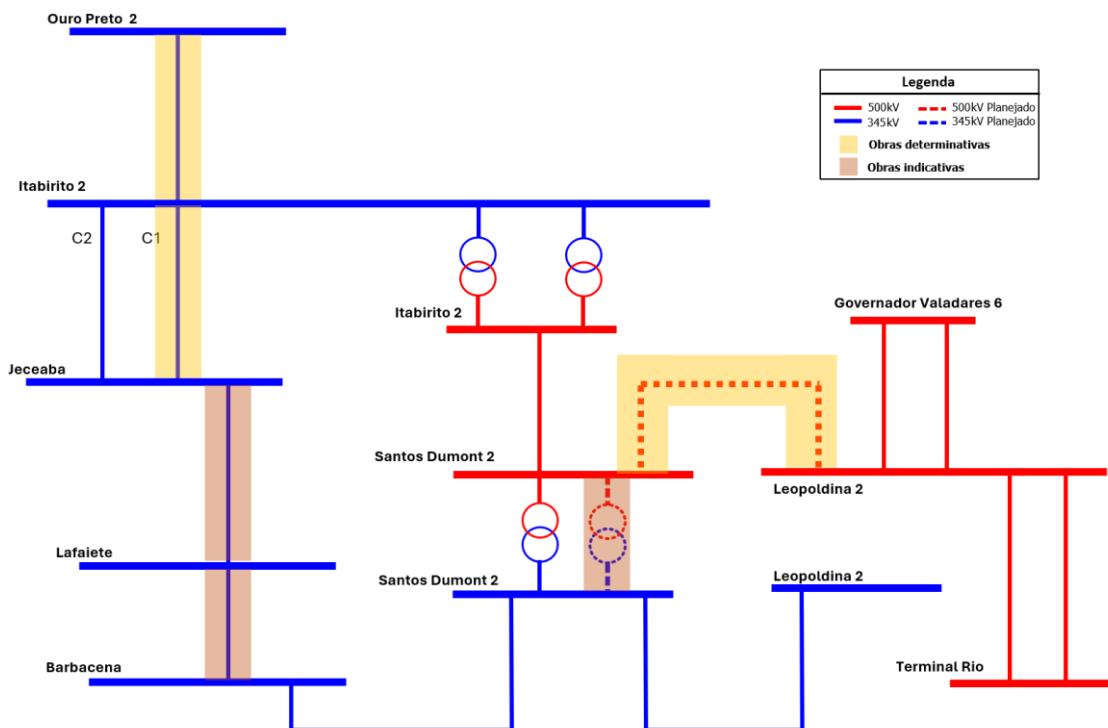 Ouro Preto 2
Legenda
500kV
500kV Planejado
345kV
345kV Planejado
Obras determinativas
Obras indicativas
Itabirito 2
C2
C1
Itabirito 2
Governador Valadares 6
Jeceaba
Santos Dumont 2
Leopoldina 2
Lafaiete
Santos Dumont 2
Leopoldina 2
Barbacena
Terminal Rio